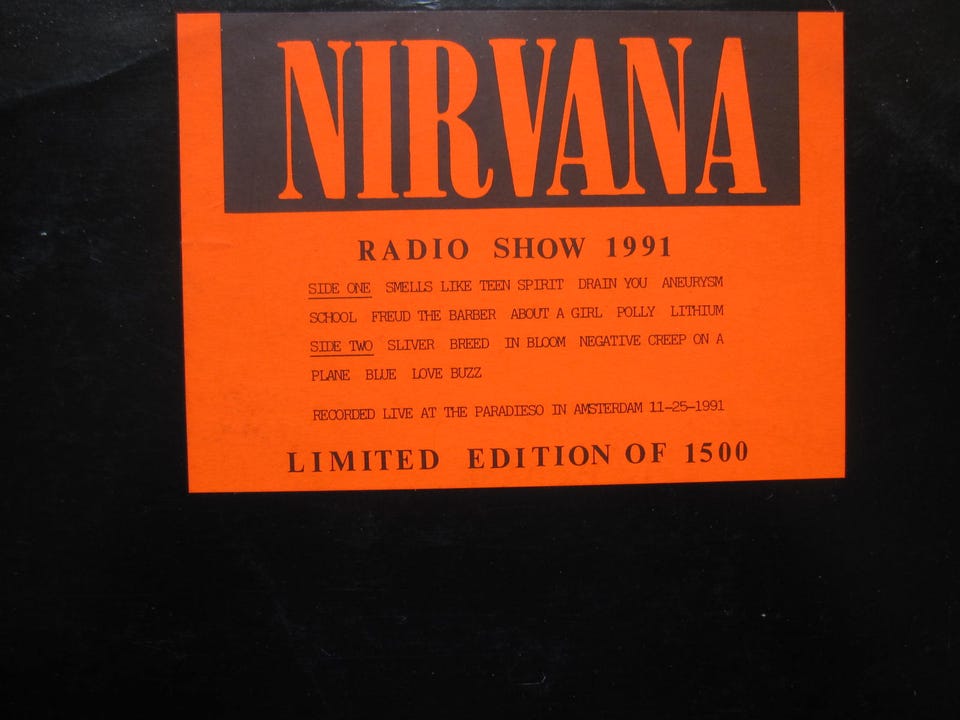 NIRVANA
RADIO SHOW 1991
SIDE ONE SMELLS LIKE TEEN SPIRIT DRAIN YOU ANEURYSM
SCHOOL FREUD THE BARBER ABOUT A GIRL POLLY LITHIUM
SIDE TWO SLIVER BREED IN BLOOM NEGATIVE CREEP ON A
PLANE BLUE LOVE BUZZ
RECORDED LIVE AT THE PARADIESO IN AMSTERDAM 11-25-1991
LIMITED EDITION OF 1500